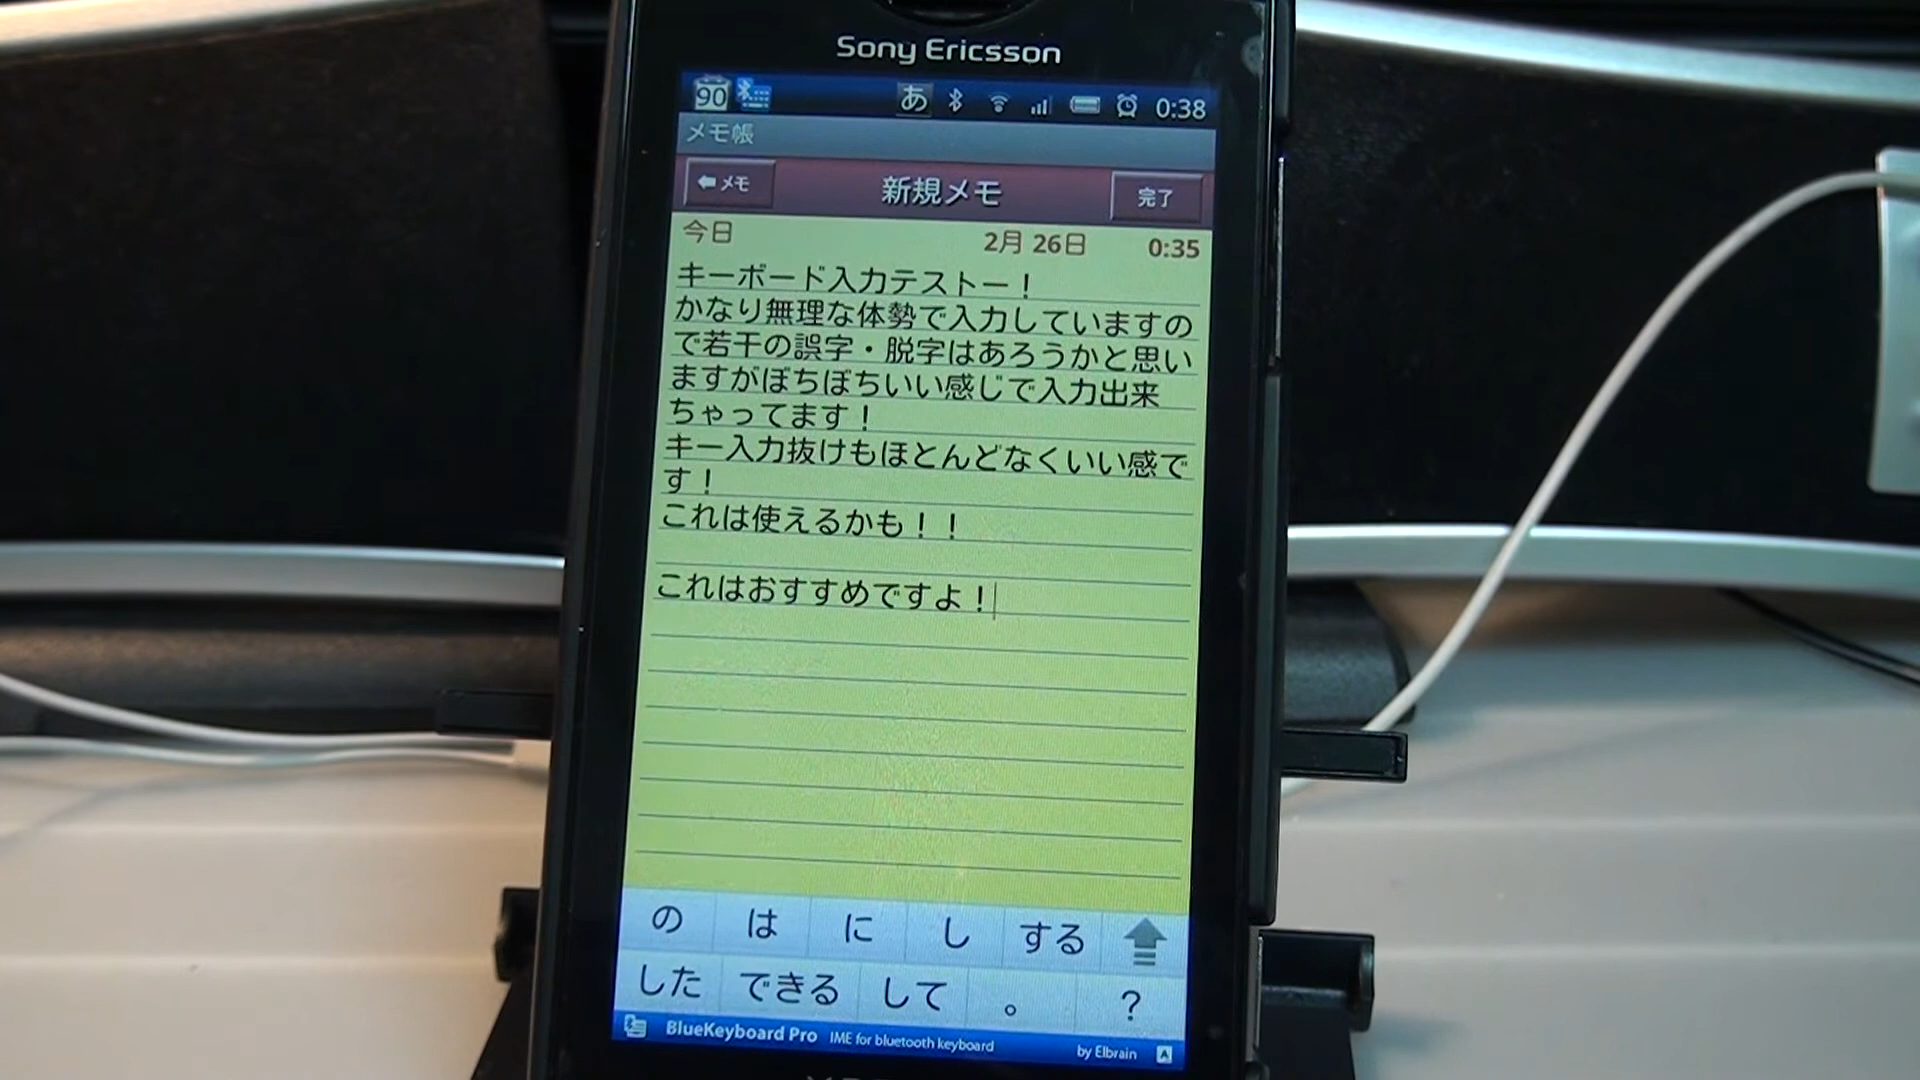 Sony Ericsson
90 あ 0:38
メモ帳
メモ 新規メモ 完了
今日 2月 26日 0:35
キーボード入力テストー！
かなり無理な体勢で入力していますの
で若干の誤字・脱字はあろうかと思い
ますがぼちぼちいい感じで入力出来
ちゃってます！
キー入力抜けもほとんどなくいい感で
す！
これは使えるかも！！
これはおすすめですよ！
の は に し する
した できる して 。 ？
BlueKeyboard Pro IME for bluetooth keyboard by Elbrain A